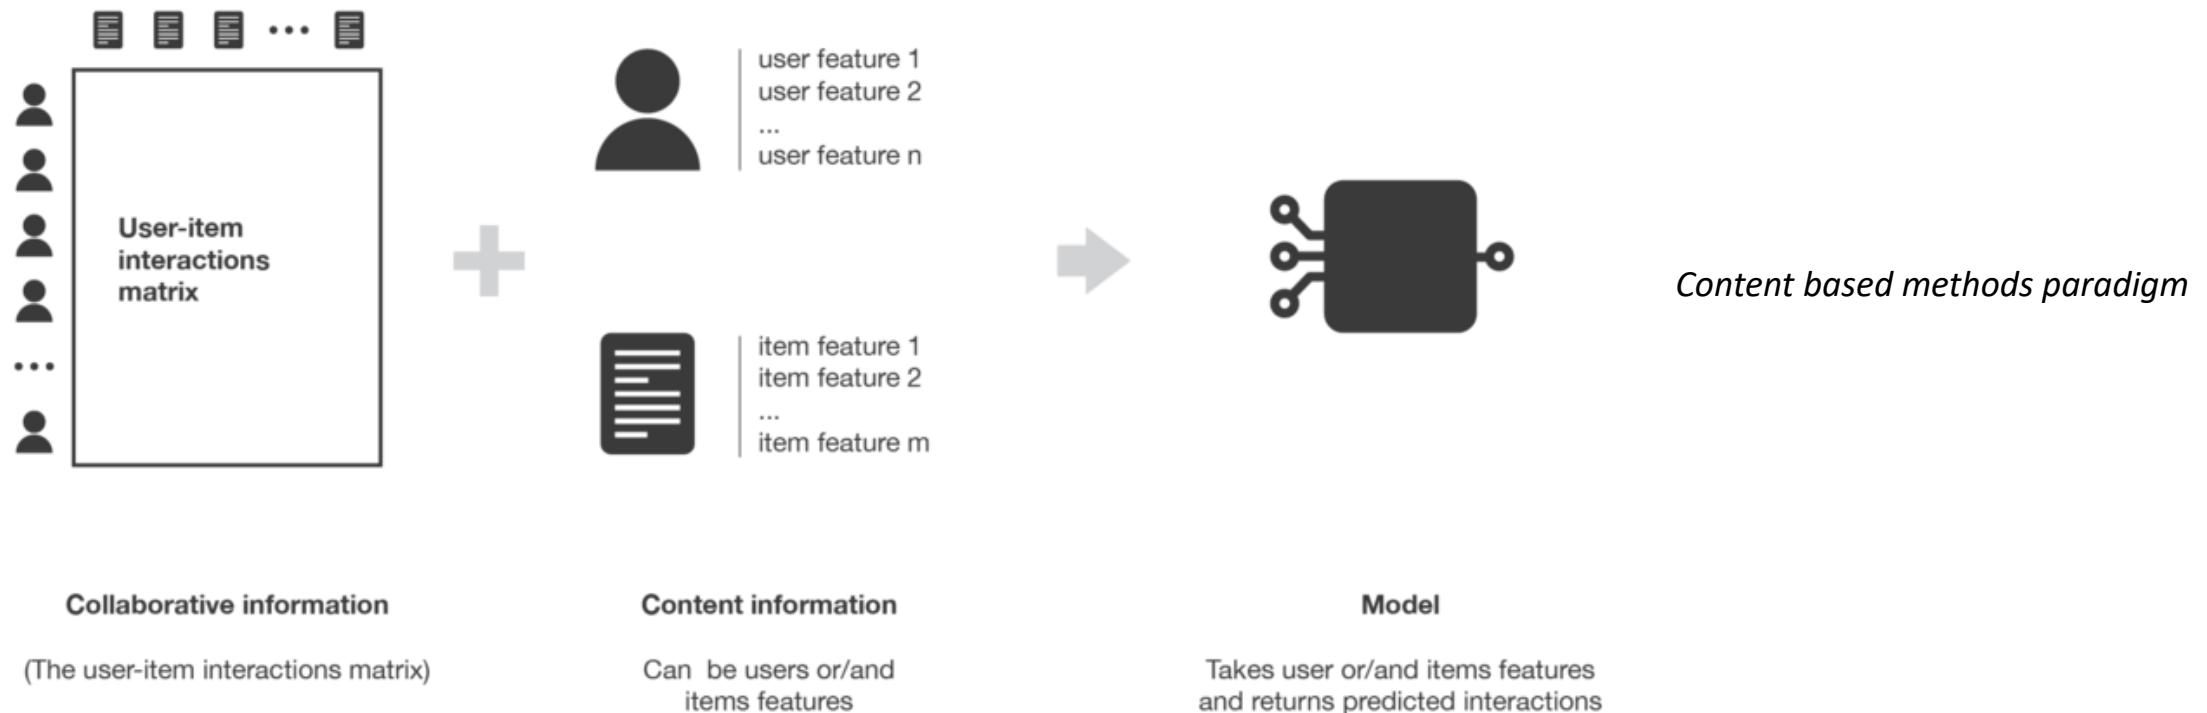 User-item
interactions
matrix
user feature 1
user feature 2
...
user feature n
item feature 1
item feature 2
...
item feature m
Content based methods paradigm
Collaborative information
(The user-item interactions matrix)
Content information
Can be users or/and
items features
Model
Takes user or/and items features
and returns predicted interactions